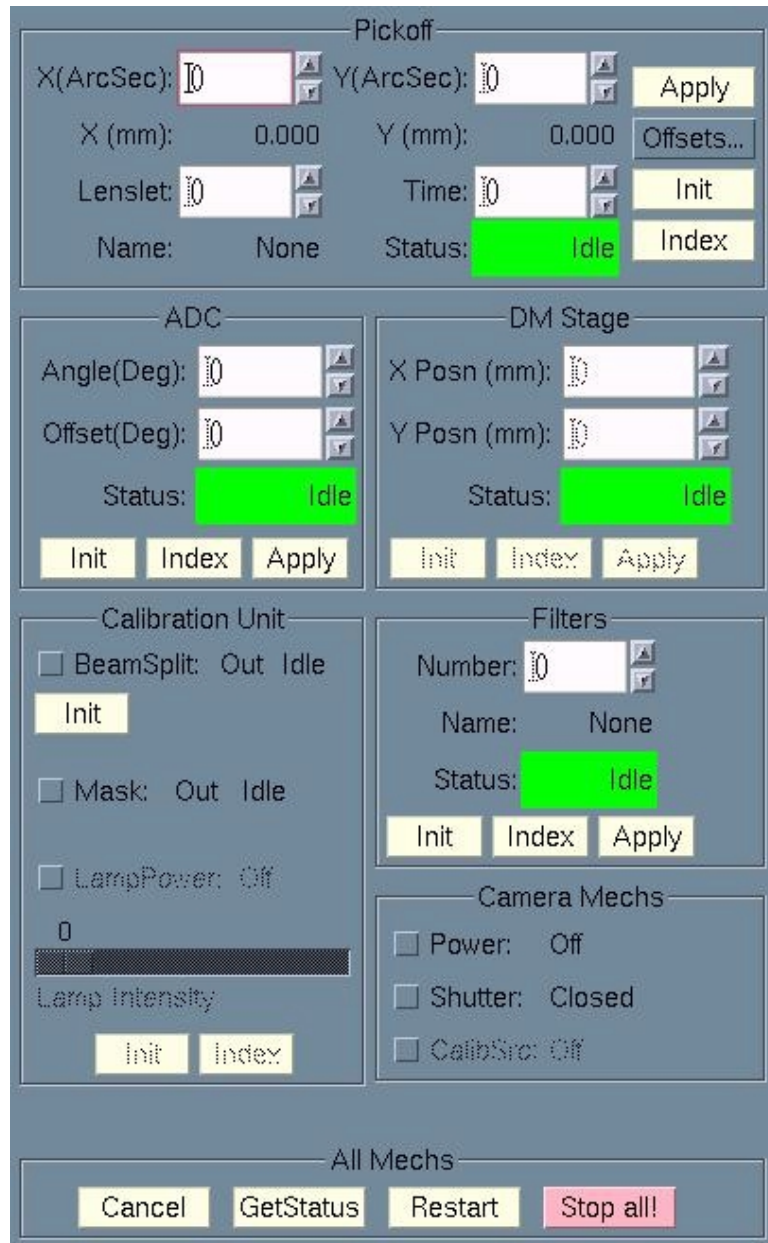 Pickoff
X(ArcSec): 0 Y(ArcSec): 0 Apply
X (mm): 0.000 Y (mm): 0.000 Offsets...
Lenslet: 0 Time: 0 Init
Name: None Status: Idle Index
ADC
Angle(Deg): 0
Offset(Deg): 0
Status: Idle
Init Index Apply
DM Stage
X Posn (mm): 0
Y Posn (mm): 0
Status: Idle
Init Index Apply
Calibration Unit
BeamSplit: Out Idle
Init
Mask: Out Idle
LampPower: Off
0
Lamp Intensity
Init Index
Filters
Number: 0
Name: None
Status: Idle
Init Index Apply
Camera Mechs
Power: Off
Shutter: Closed
CalibSrc: Off
All Mechs
Cancel GetStatus Restart Stop all!